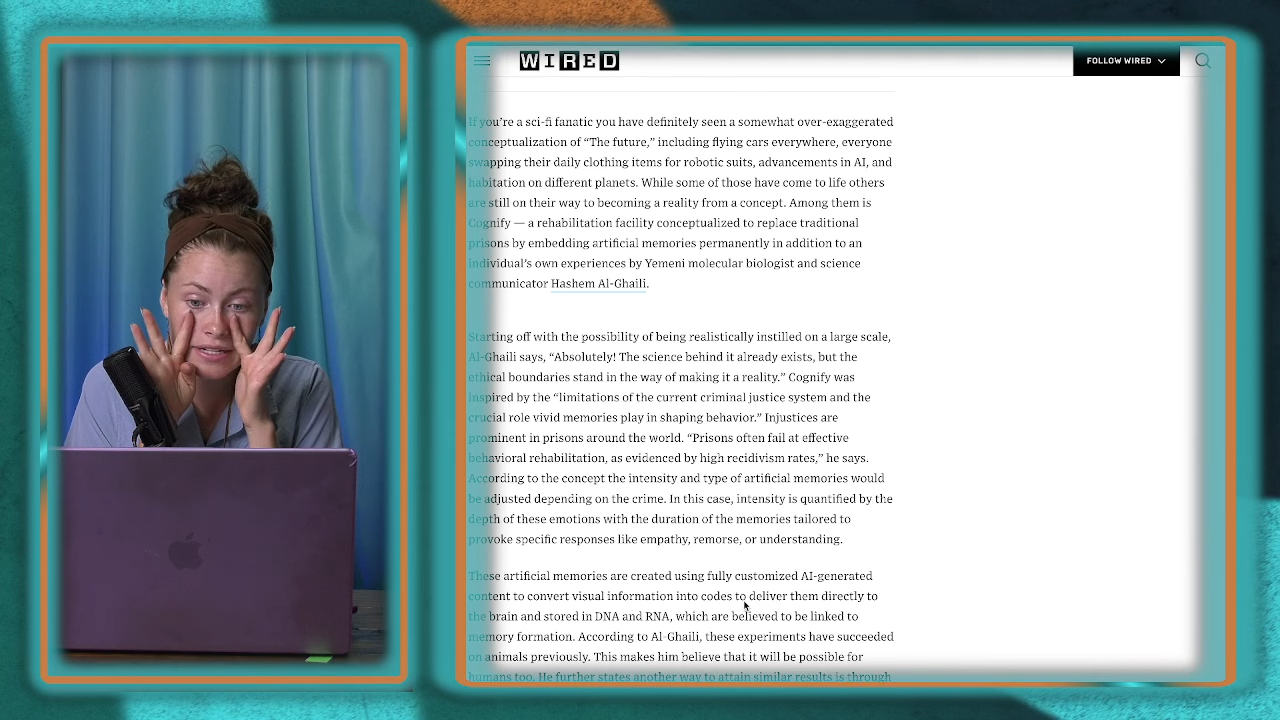 WIRED
FOLLOW WIRED
If you're a sci-fi fanatic you have definitely seen a somewhat over-exaggerated
conceptualization of “The future,” including flying cars everywhere, everyone
swapping their daily clothing items for robotic suits, advancements in AI, and
habitation on different planets. While some of those have come to life others
are still on their way to becoming a reality from a concept. Among them is
Cognify — a rehabilitation facility conceptualized to replace traditional
prisons by embedding artificial memories permanently in addition to an
individual's own experiences by Yemeni molecular biologist and science
communicator Hashem Al-Ghaili.
Starting off with the possibility of being realistically instilled on a large scale,
Al-Ghaili says, “Absolutely! The science behind it already exists, but the
ethical boundaries stand in the way of making it a reality.” Cognify was
inspired by the “limitations of the current criminal justice system and the
crucial role vivid memories play in shaping behavior.” Injustices are
prominent in prisons around the world. “Prisons often fail at effective
behavioral rehabilitation, as evidenced by high recidivism rates,” he says.
According to the concept the intensity and type of artificial memories would
be adjusted depending on the crime. In this case, intensity is quantified by the
depth of these emotions with the duration of the memories tailored to
provoke specific responses like empathy, remorse, or understanding.
These artificial memories are created using fully customized AI-generated
content to convert visual information into codes to deliver them directly to
the brain and stored in DNA and RNA, which are believed to be linked to
memory formation. According to Al-Ghaili, these experiments have succeeded
on animals previously. This makes him believe that it will be possible for
humans too. He further states another way to attain similar results is through